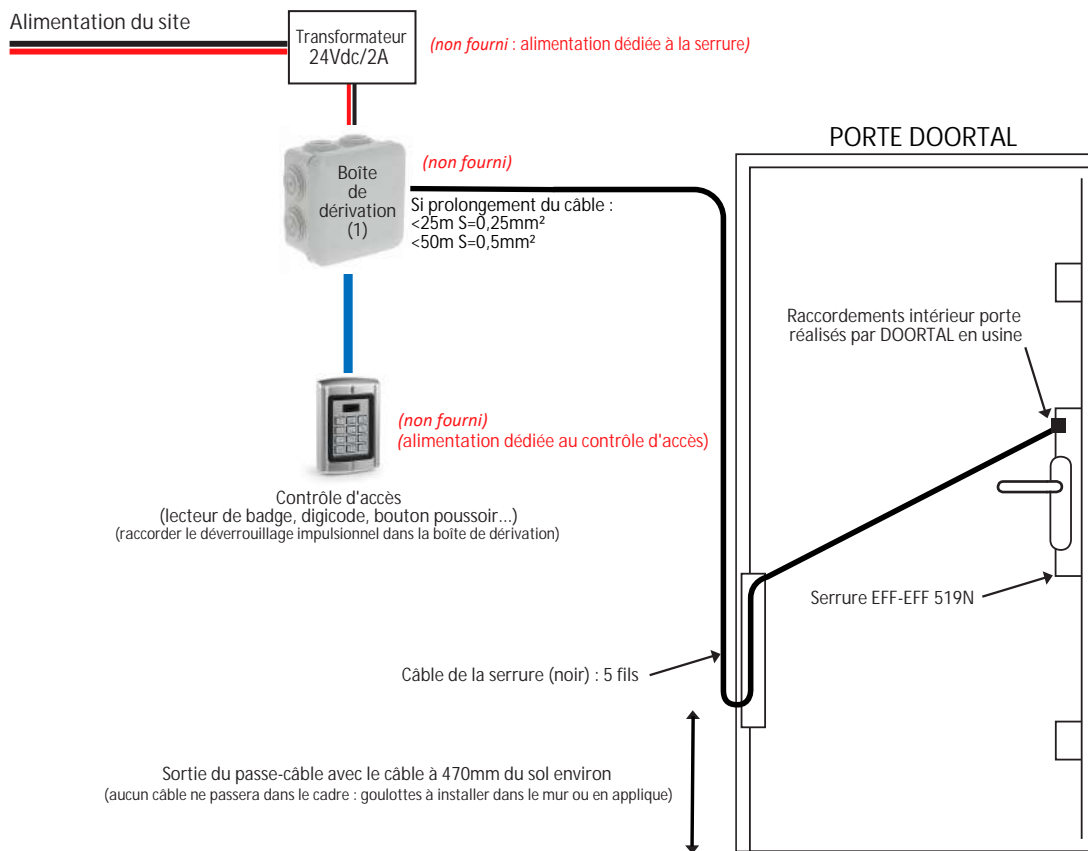 Alimentation du site
Transformateur
24Vdc/2A
(non fourni : alimentation dédiée à la serrure)
PORTE DOORTAL
Boîte
de
dérivation
(1)
(non fourni)
Si prolongement du câble :
<25m S=0,25mm²
<50m S=0,5mm²
Raccordements intérieur porte
réalisés par DOORTAL en usine
(non fourni)
(alimentation dédiée au contrôle d'accès)
Contrôle d'accès
(lecteur de badge, digicode, bouton poussoir...)
(raccorder le déverrouillage impulsionnel dans la boîte de dérivation)
Serrure EFF-EFF 519N
Câble de la serrure (noir) : 5 fils
Sortie du passe-câble avec le câble à 470mm du sol environ
(aucun câble ne passera dans le cadre : goulottes à installer dans le mur ou en applique)